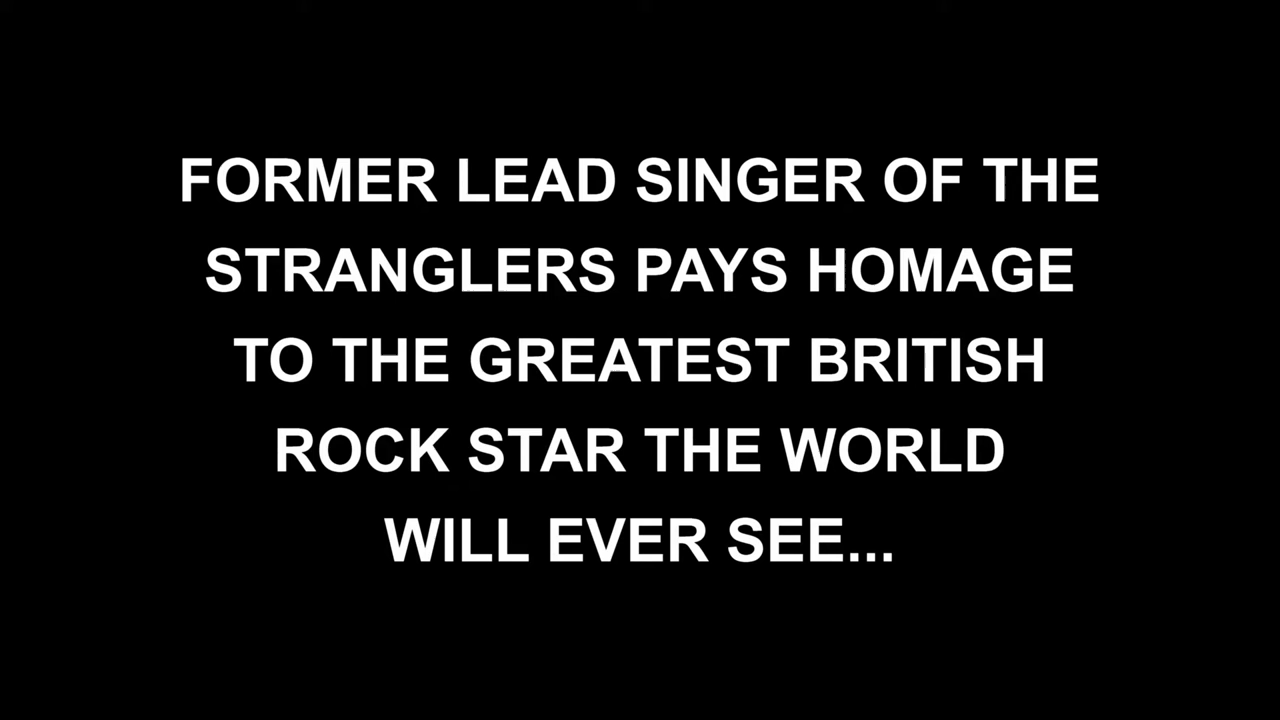 FORMER LEAD SINGER OF THE
STRANGLERS PAYS HOMAGE
TO THE GREATEST BRITISH
ROCK STAR THE WORLD
WILL EVER SEE...